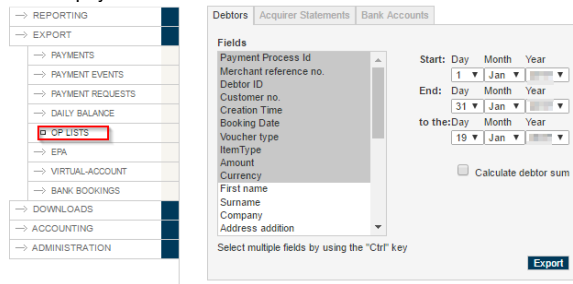 REPORTING
EXPORT
PAYMENTS
PAYMENT EVENTS
PAYMENT REQUESTS
DAILY BALANCE
OP LISTS
EPA
VIRTUAL-ACCOUNT
BANK BOOKINGS
DOWNLOADS
ACCOUNTING
ADMINISTRATION
Debtors Acquirer Statements Bank Accounts
Fields
Payment Process Id
Merchant reference no.
Debtor ID
Customer no.
Creation Time
Booking Date
Voucher type
ItemType
Amount
Currency
First name
Surname
Company
Address addition
Select multiple fields by using the "Ctrl" key
Start: Day Month Year
1 Jan
End: Day Month Year
31 Jan
to the:Day Month Year
19 Jan
Calculate debtor sum
Export